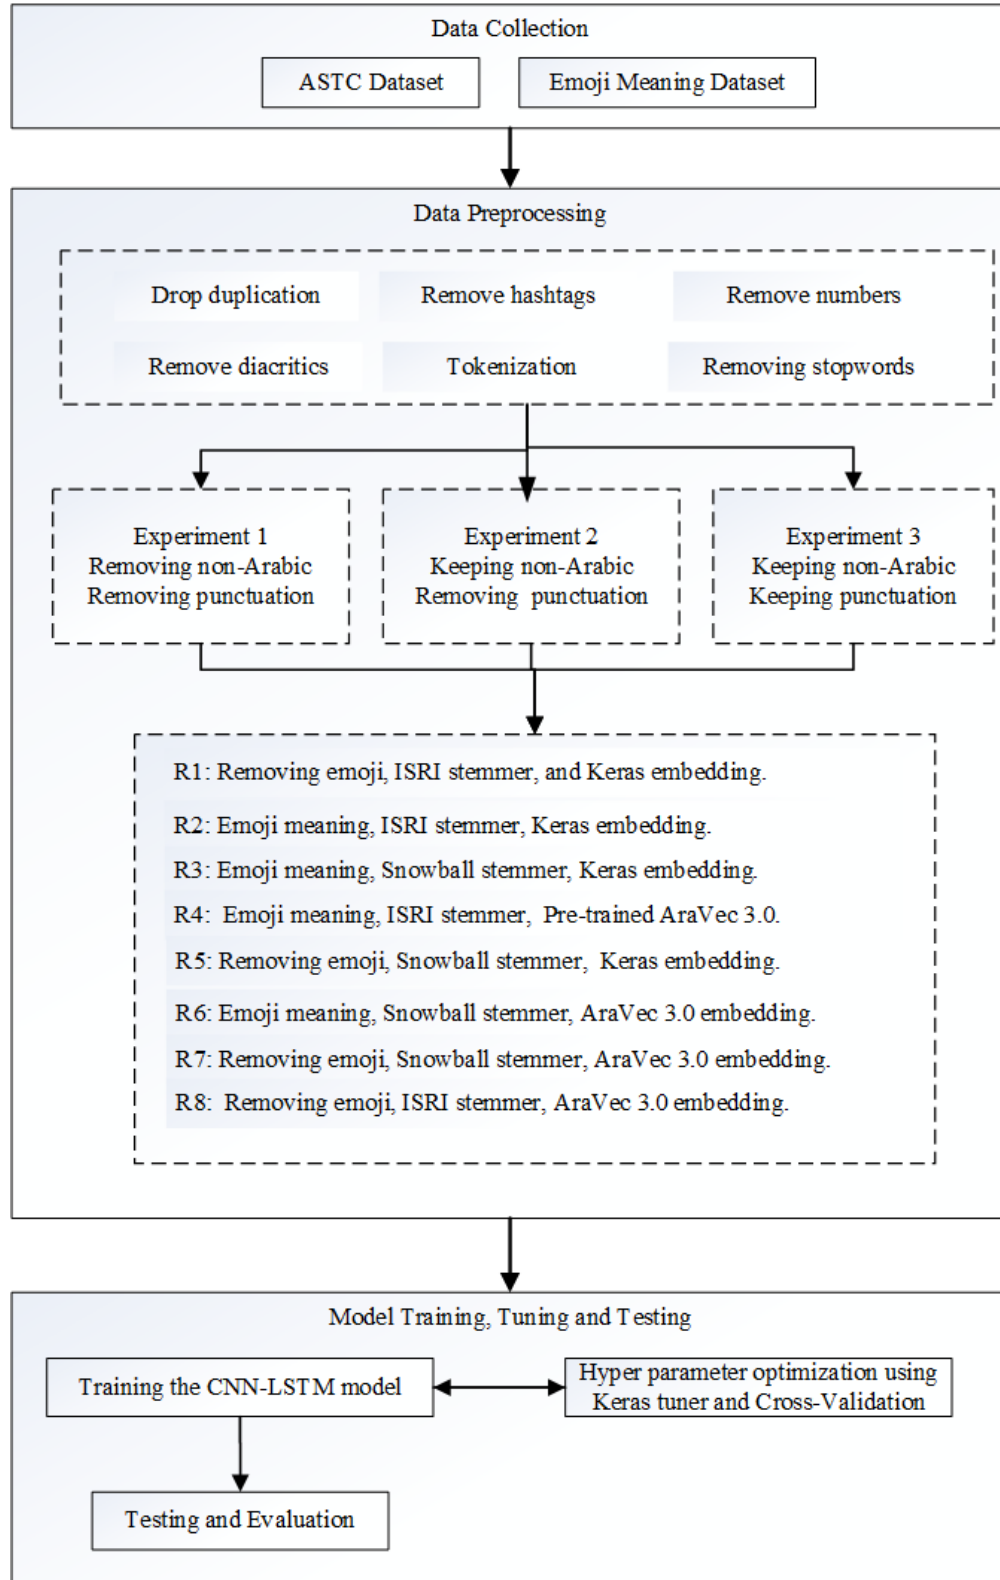 Data Collection
ASTC Dataset
Emoji Meaning Dataset
Data Preprocessing
Drop duplication
Remove hashtags
Remove numbers
Remove diacritics
Tokenization
Removing stopwords
Experiment 1
Removing non-Arabic
Removing punctuation
Experiment 2
Keeping non-Arabic
Removing punctuation
Experiment 3
Keeping non-Arabic
Keeping punctuation
R1: Removing emoji, ISRI stemmer, and Keras embedding.
R2: Emoji meaning, ISRI stemmer, Keras embedding.
R3: Emoji meaning, Snowball stemmer, Keras embedding.
R4: Emoji meaning, ISRI stemmer, Pre-trained AraVec 3.0.
R5: Removing emoji, Snowball stemmer, Keras embedding.
R6: Emoji meaning, Snowball stemmer, AraVec 3.0 embedding.
R7: Removing emoji, Snowball stemmer, AraVec 3.0 embedding.
R8: Removing emoji, ISRI stemmer, AraVec 3.0 embedding.
Model Training, Tuning and Testing
Training the CNN-LSTM model
Hyper parameter optimization using
Keras tuner and Cross-Validation
Testing and Evaluation